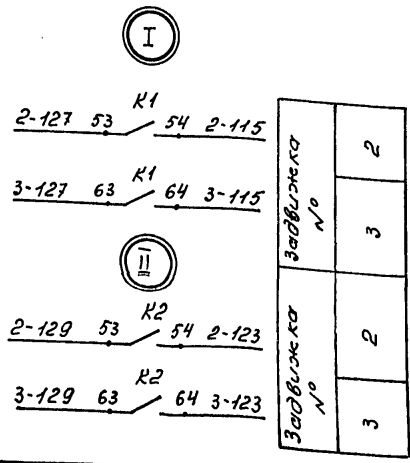 I
K1
2-127 53 54 2-115
K1
3-127 63 64 3-115
Задвижка №
2
3
II
K2
2-129 53 54 2-123
K2
3-129 63 64 3-123
Задвижка №
2
3